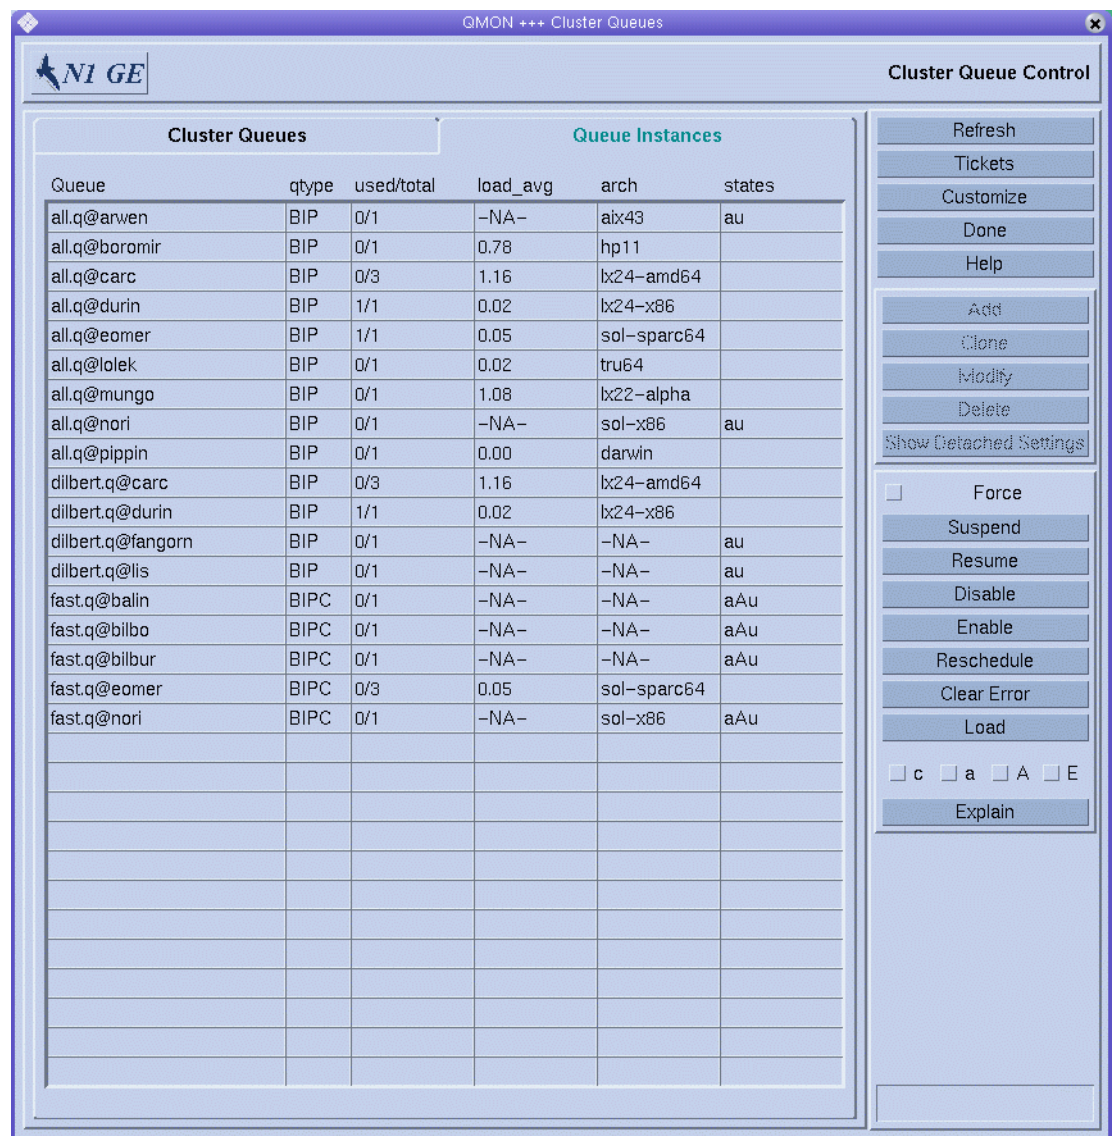 QMON +++ Cluster Queues
N1 GE
Cluster Queue Control
Cluster Queues Queue Instances
Queue qtype used/total load_avg arch states
all.q@arwen BIP 0/1 -NA- aix43 au
all.q@boromir BIP 0/1 0.78 hp11
all.q@carc BIP 0/3 1.16 lx24-amd64
all.q@durin BIP 1/1 0.02 lx24-x86
all.q@eomer BIP 1/1 0.05 sol-sparc64
all.q@lolek BIP 0/1 0.02 tru64
all.q@mungo BIP 0/1 1.08 lx22-alpha
all.q@nori BIP 0/1 -NA- sol-x86 au
all.q@pippin BIP 0/1 0.00 darwin
dilbert.q@carc BIP 0/3 1.16 lx24-amd64
dilbert.q@durin BIP 1/1 0.02 lx24-x86
dilbert.q@fangorn BIP 0/1 -NA- -NA- au
dilbert.q@lis BIP 0/1 -NA- -NA- au
fast.q@balin BIPC 0/1 -NA- -NA- aAu
fast.q@bilbo BIPC 0/1 -NA- -NA- aAu
fast.q@bilbur BIPC 0/1 -NA- -NA- aAu
fast.q@eomer BIPC 0/3 0.05 sol-sparc64
fast.q@nori BIPC 0/1 -NA- sol-x86 aAu
Refresh
Tickets
Customize
Done
Help
Add
Clone
Modify
Delete
Show Detached Settings
Force
Suspend
Resume
Disable
Enable
Reschedule
Clear Error
Load
c a A E
Explain